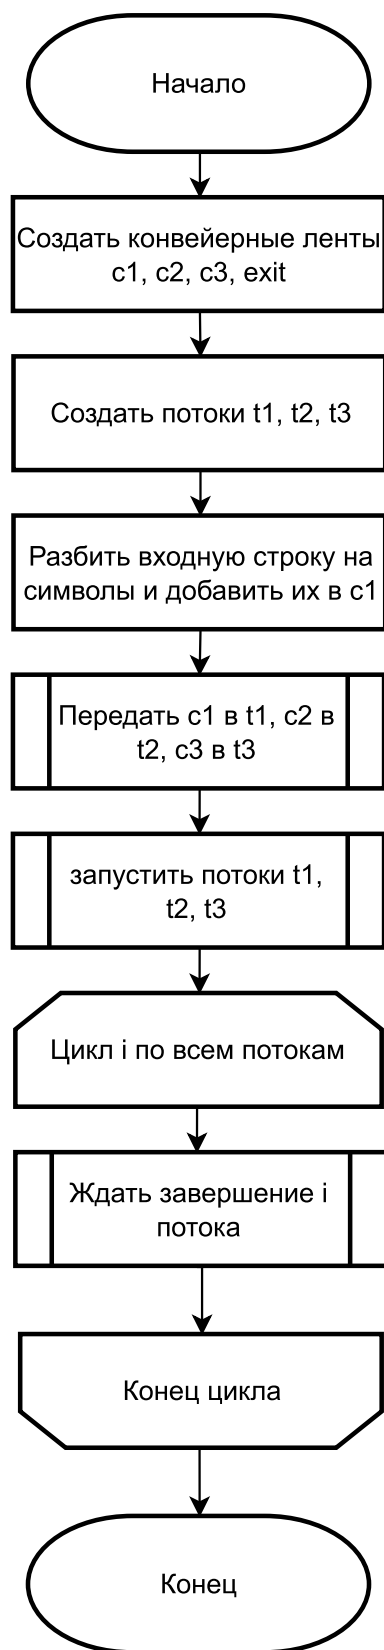 Начало
Создать конвейерные ленты
c1, c2, c3, exit
Создать потоки t1, t2, t3
Разбить входную строку на
символы и добавить их в c1
Передать c1 в t1, c2 в
t2, c3 в t3
запустить потоки t1,
t2, t3
Цикл i по всем потокам
Ждать завершение i
потока
Конец цикла
Конец